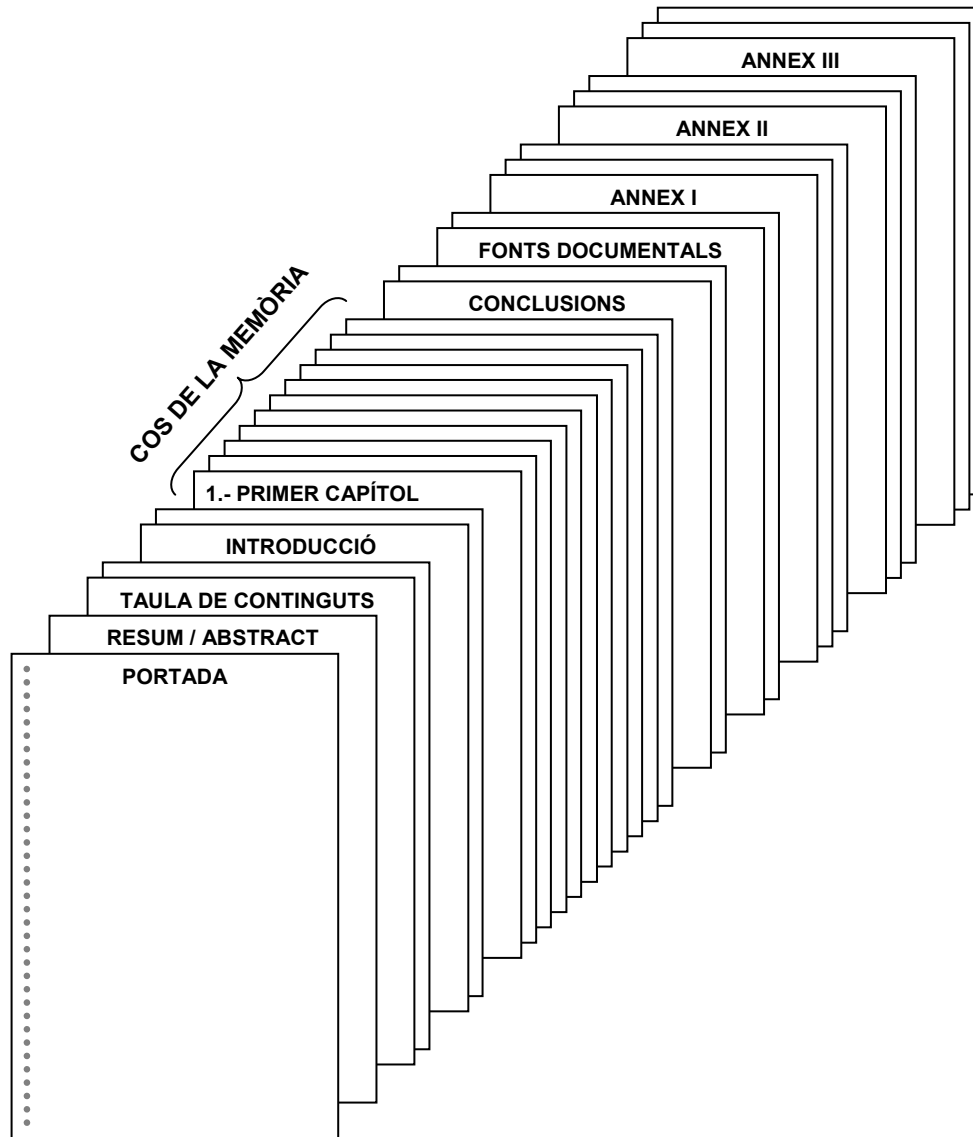 ANNEX III
ANNEX II
ANNEX I
FONTS DOCUMENTALS
CONCLUSIONS
COS DE LA MEMÒRIA
1.- PRIMER CAPÍTOL
INTRODUCCIÓ
TAULA DE CONTINGUTS
RESUM / ABSTRACT
PORTADA